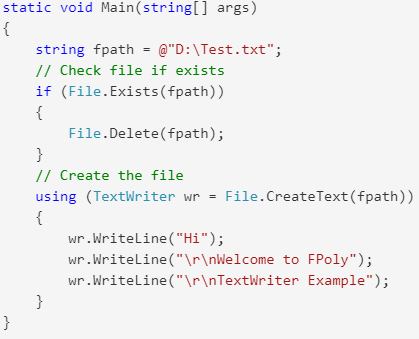 static void Main(string[] args)
{
    string fpath = @"D:\Test.txt";
    // Check file if exists
    if (File.Exists(fpath))
    {
        File.Delete(fpath);
    }
    // Create the file
    using (TextWriter wr = File.CreateText(fpath))
    {
        wr.WriteLine("Hi");
        wr.WriteLine("\r\nWelcome to FPoly");
        wr.WriteLine("\r\nTextWriter Example");
    }
}